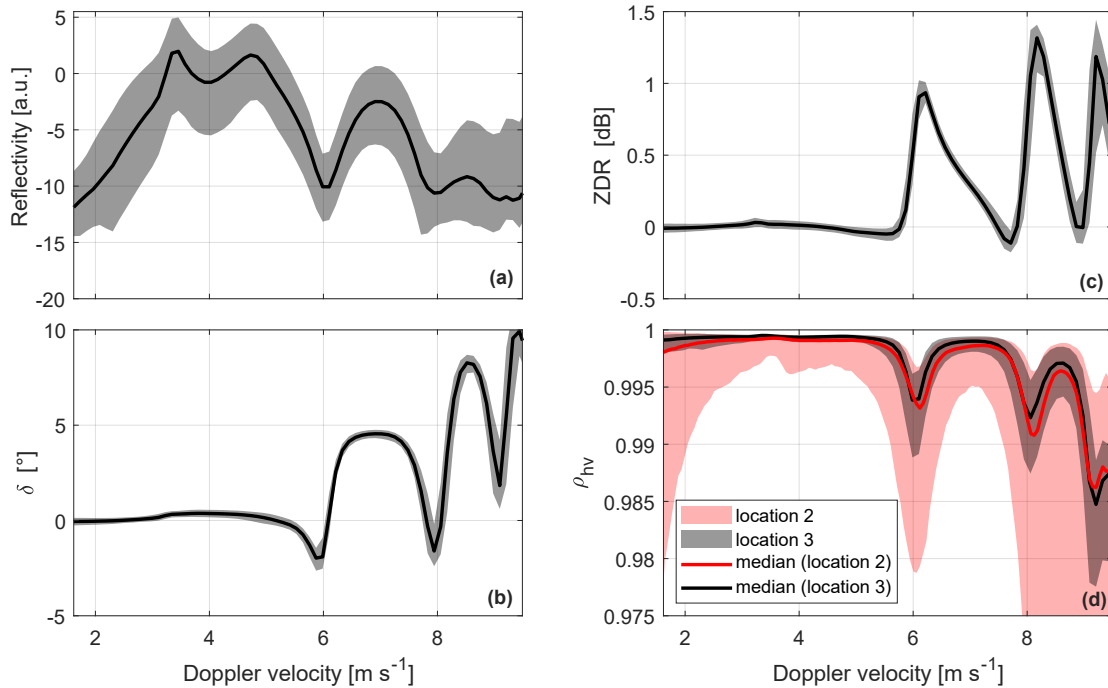 5
0
-5
-10
-15
-20
Reflectivity [a.u.]
(a)
1.5
1
0.5
0
-0.5
ZDR [dB]
(c)
10
5
0
-5
δ [°]
(b)
2 4 6 8
Doppler velocity [m s⁻¹]
1
0.995
0.99
0.985
0.98
0.975
ρhv
location 2
location 3
median (location 2)
median (location 3)
(d)
2 4 6 8
Doppler velocity [m s⁻¹]